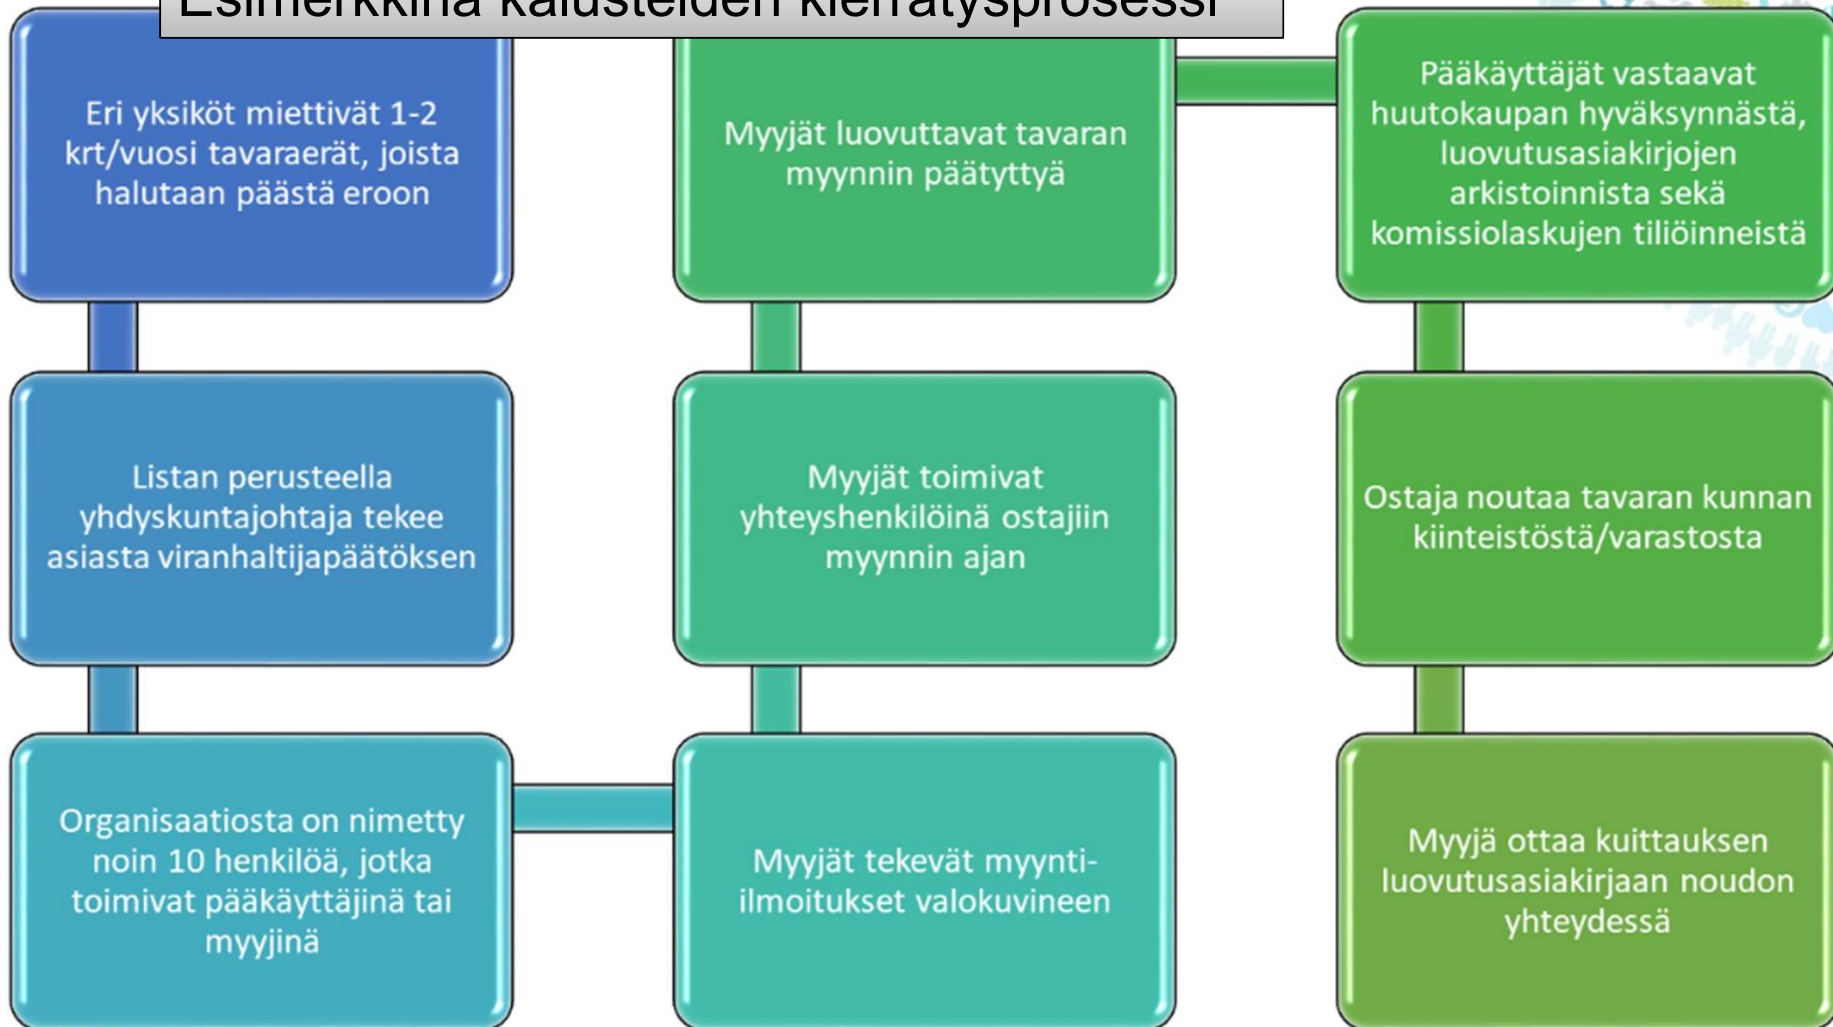 Esimerkkinä kalusteiden kierrätysprosessi
Eri yksiköt miettivät 1-2
krt/vuosi tavaraerät, joista
halutaan päästä eroon
Listan perusteella
yhdyskuntajohtaja tekee
asiasta viranhaltijapäätöksen
Organisaatiosta on nimetty
noin 10 henkilöä, jotka
toimivat pääkäyttäjinä tai
myyjinä
Myyjät tekevät myynti-
ilmoitukset valokuvineen
Myyjät toimivat
yhteyshenkilöinä ostajiin
myynnin ajan
Myyjät luovuttavat tavaran
myynnin päätyttyä
Pääkäyttäjät vastaavat
huutokaupan hyväksynnästä,
luovutusasiakirjojen
arkistoinnista sekä
komissiolaskujen tiliöinneistä
Ostaja noutaa tavaran kunnan
kiinteistöstä/varastosta
Myyjä ottaa kuittauksen
luovutusasiakirjaan noudon
yhteydessä